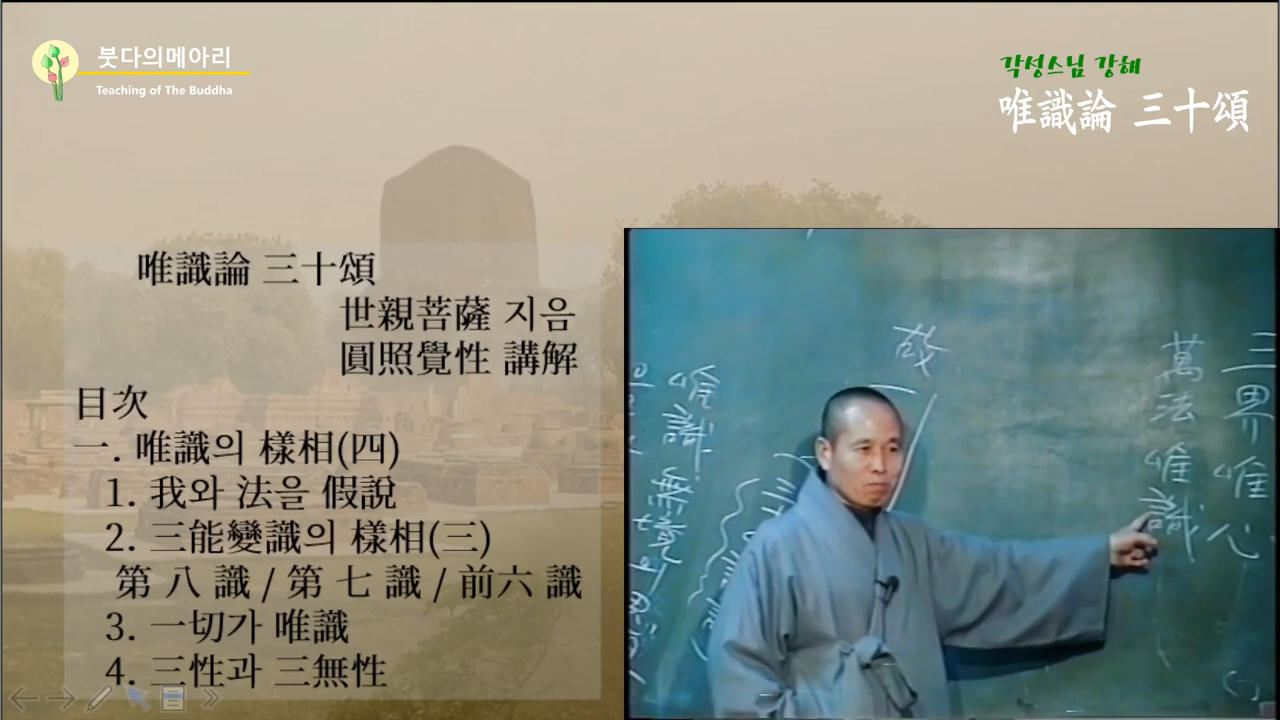 붓다의메아리
Teaching of The Buddha
각성스님 강해
唯識論 三十頌
唯識論 三十頌
世親菩薩 지음
圓照覺性 講解
目次
一. 唯識의 樣相(四)
1. 我와 法을 假說
2. 三能變識의 樣相(三)
第 八 識 / 第 七 識 / 前六 識
3. 一切가 唯識
4. 三性과 三無性
三界唯心
萬法唯識
故
唯識無境